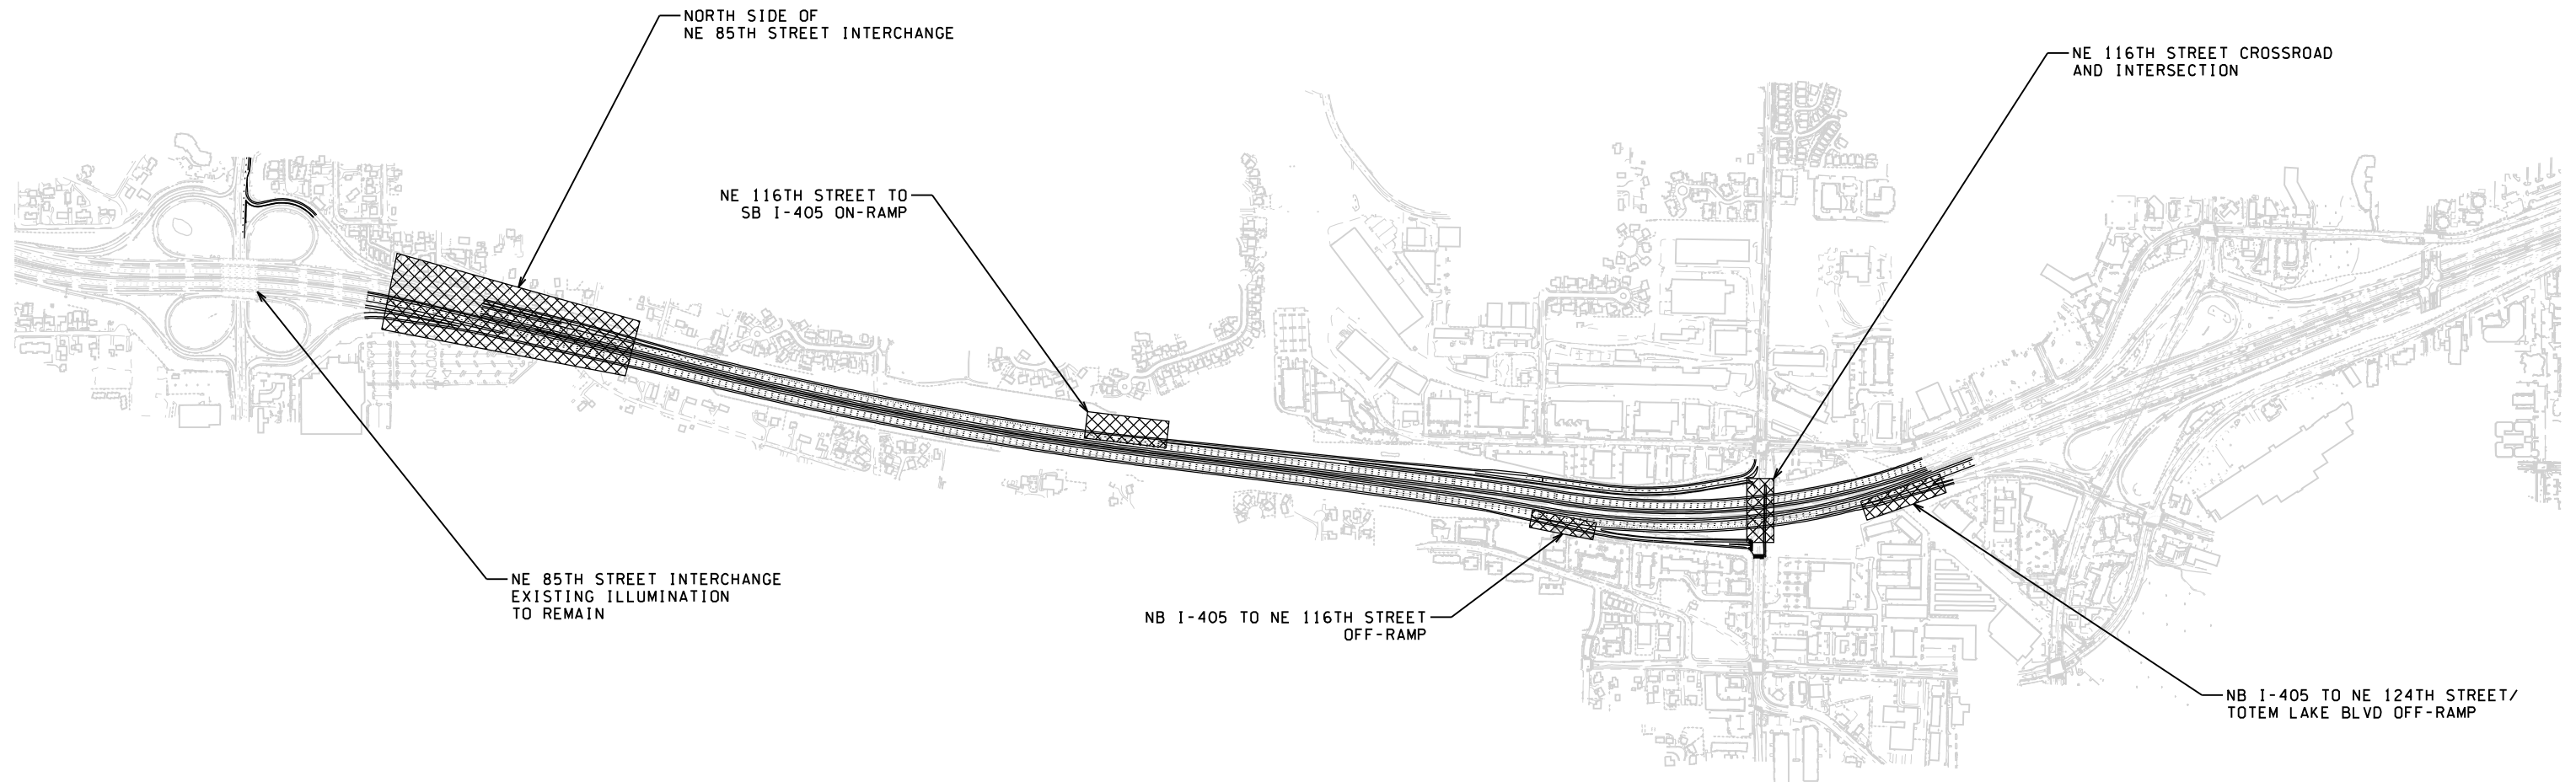 NORTH SIDE OF
NE 85TH STREET INTERCHANGE
NE 116TH STREET CROSSROAD
AND INTERSECTION
NE 116TH STREET TO
SB I-405 ON-RAMP
NE 85TH STREET INTERCHANGE
EXISTING ILLUMINATION
TO REMAIN
NB I-405 TO NE 116TH STREET
OFF-RAMP
NB I-405 TO NE 124TH STREET/
TOTEM LAKE BLVD OFF-RAMP